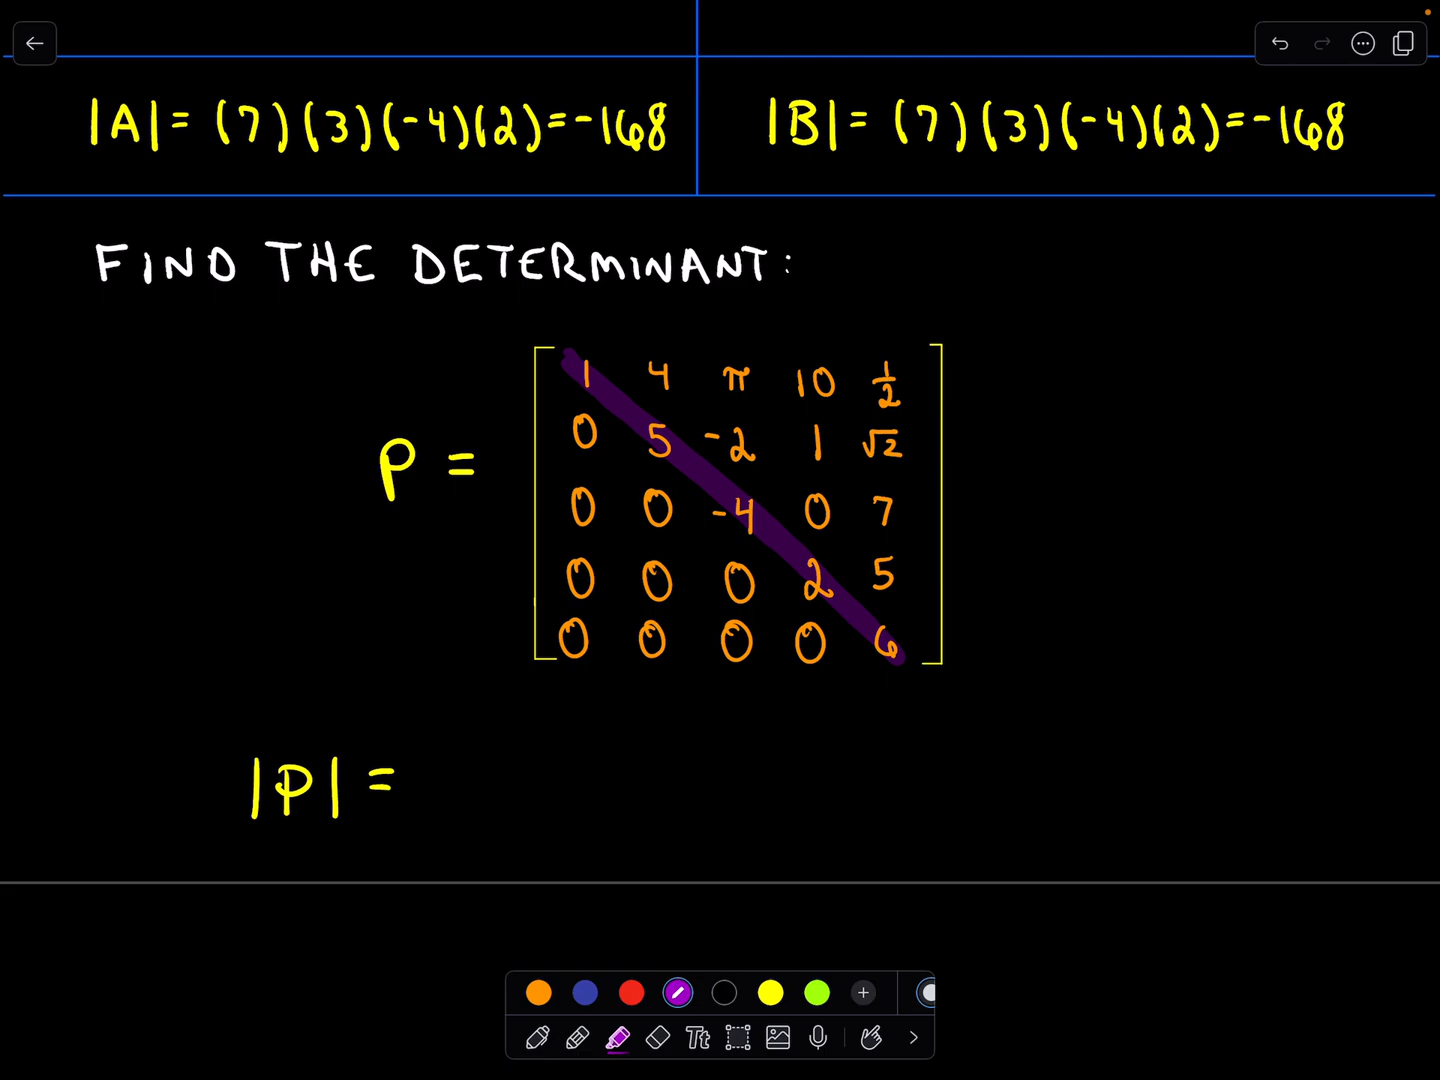 |A| = (7)(3)(-4)(2) = -168
|B| = (7)(3)(-4)(2) = -168
FIND THE DETERMINANT:
P =
1 4 π 10 1/2
0 5 -2 1 √2
0 0 -4 0 7
0 0 0 2 5
0 0 0 0 6
|P| =
Tt